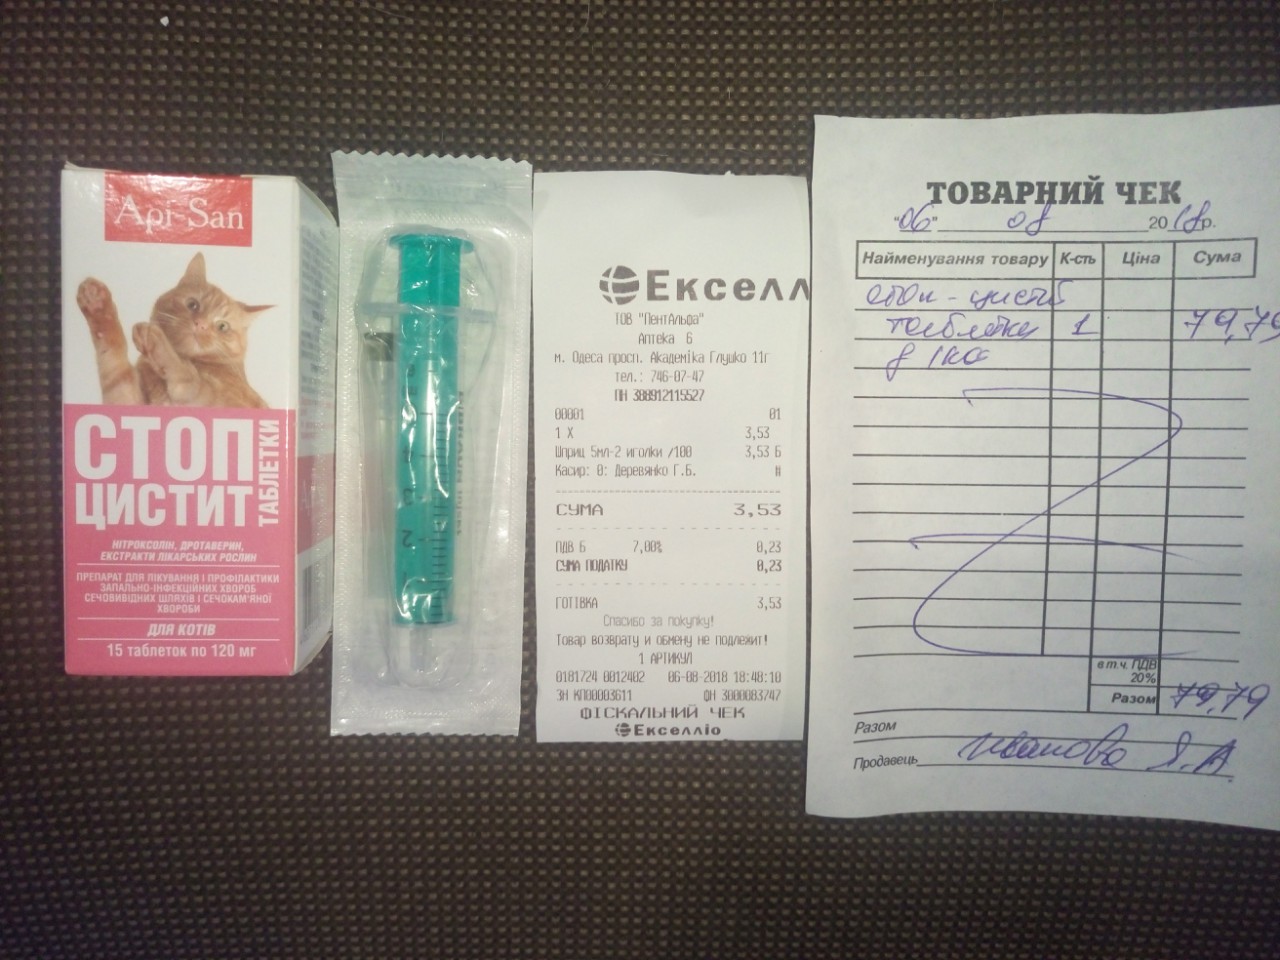 Api-San
СТОП
ЦИСТИТ
ТАБЛЕТКИ
НІТРОКСОЛІН, ДРОТАВЕРИН,
ЕКСТРАКТИ ЛІКАРСЬКИХ РОСЛИН
ПРЕПАРАТ ДЛЯ ЛІКУВАННЯ І ПРОФІЛАКТИКИ
ЗАПАЛЬНО-ІНФЕКЦІЙНИХ ХВОРОБ
СЕЧОВИВІДНИХ ШЛЯХІВ І СЕЧОКАМ'ЯНОЇ
ХВОРОБИ
ДЛЯ КОТІВ
15 таблеток по 120 мг
2
Екселл
ТОВ "ПентАльфа"
Аптека 6
м. Одеса просп. Академіка Глушко 11г
тел.: 746-07-47
ПН 388912115527
00001 01
1 X 3,53
Шприц 5мл-2 иголки /100 3,53 Б
Касир: 0: Деревянко Г.Б. #
СУМА 3,53
ПДВ Б 7,00% 0,23
СУМА ПОДАТКУ 0,23
ГОТІВКА 3,53
Спасибо за покупку!
Товар возврату и обмену не подлежит!
1 АРТИКУЛ
0181724 0012402 06-08-2018 18:48:10
ЗН КП00003611 ФН 3000083747
ФІСКАЛЬНИЙ ЧЕК
Екселліо
ТОВАРНИЙ ЧЕК
"06" 08 2018р.
Найменування товару К-сть Ціна Сума
стоп-цистит
таблетки 1 79,79
в т.ч. ПДВ
20%
Разом 79,79
Разом
Продавець Иванова Я.А